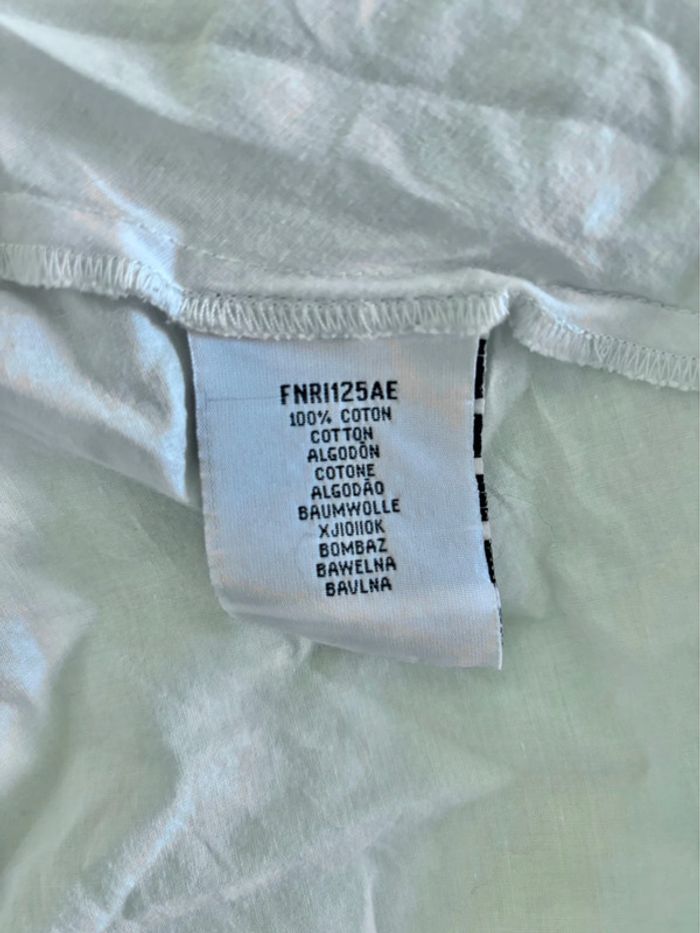 FNRI125AE
100% COTON
COTTON
ALGODÓN
COTONE
ALGODÃO
BAUMWOLLE
XJIOIIOK
BOMBAZ
BAWELNA
BAVLNA